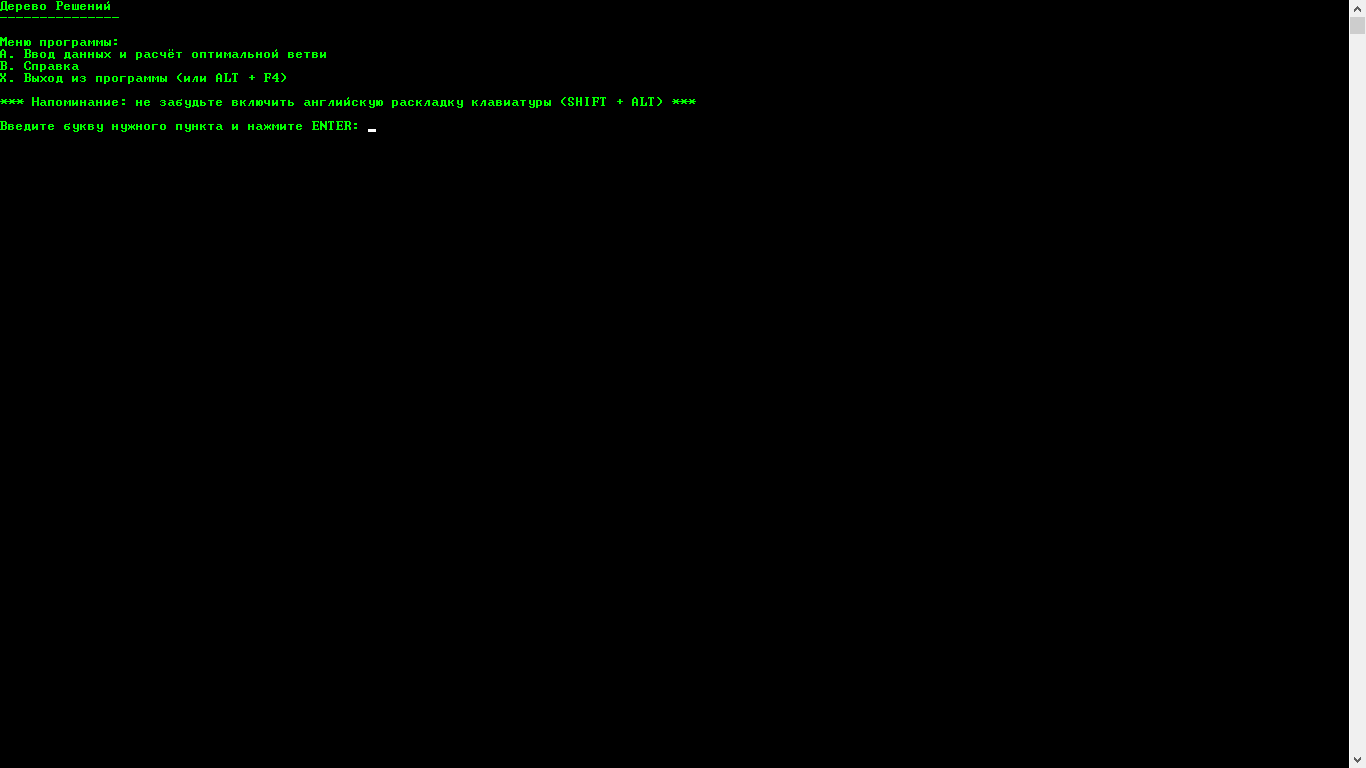 Дерево Решений
---------------
Меню программы:
A. Ввод данных и расчёт оптимальной ветви
B. Справка
X. Выход из программы (или ALT + F4)
*** Напоминание: не забудьте включить английскую раскладку клавиатуры (SHIFT + ALT) ***
Введите букву нужного пункта и нажмите ENTER: